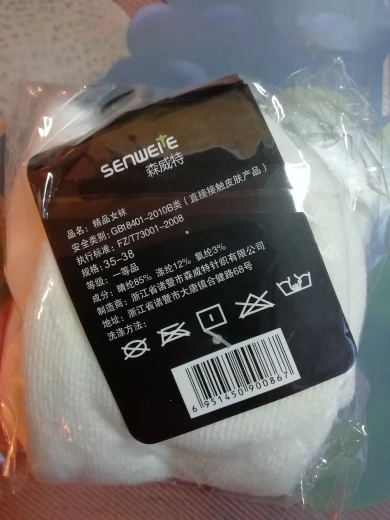 SENWEITE
森威特
品名：精品女袜
安全类别：GB18401-2010B类（直接接触皮肤产品）
执行标准：FZ/T73001-2008
规格：35-38
等级：一等品
成分：腈纶85% 涤纶12% 氨纶3%
制造商：浙江省诸暨市森威特针织有限公司
地址：浙江省诸暨市大唐镇合健路68号
洗涤方法：
6951450900867